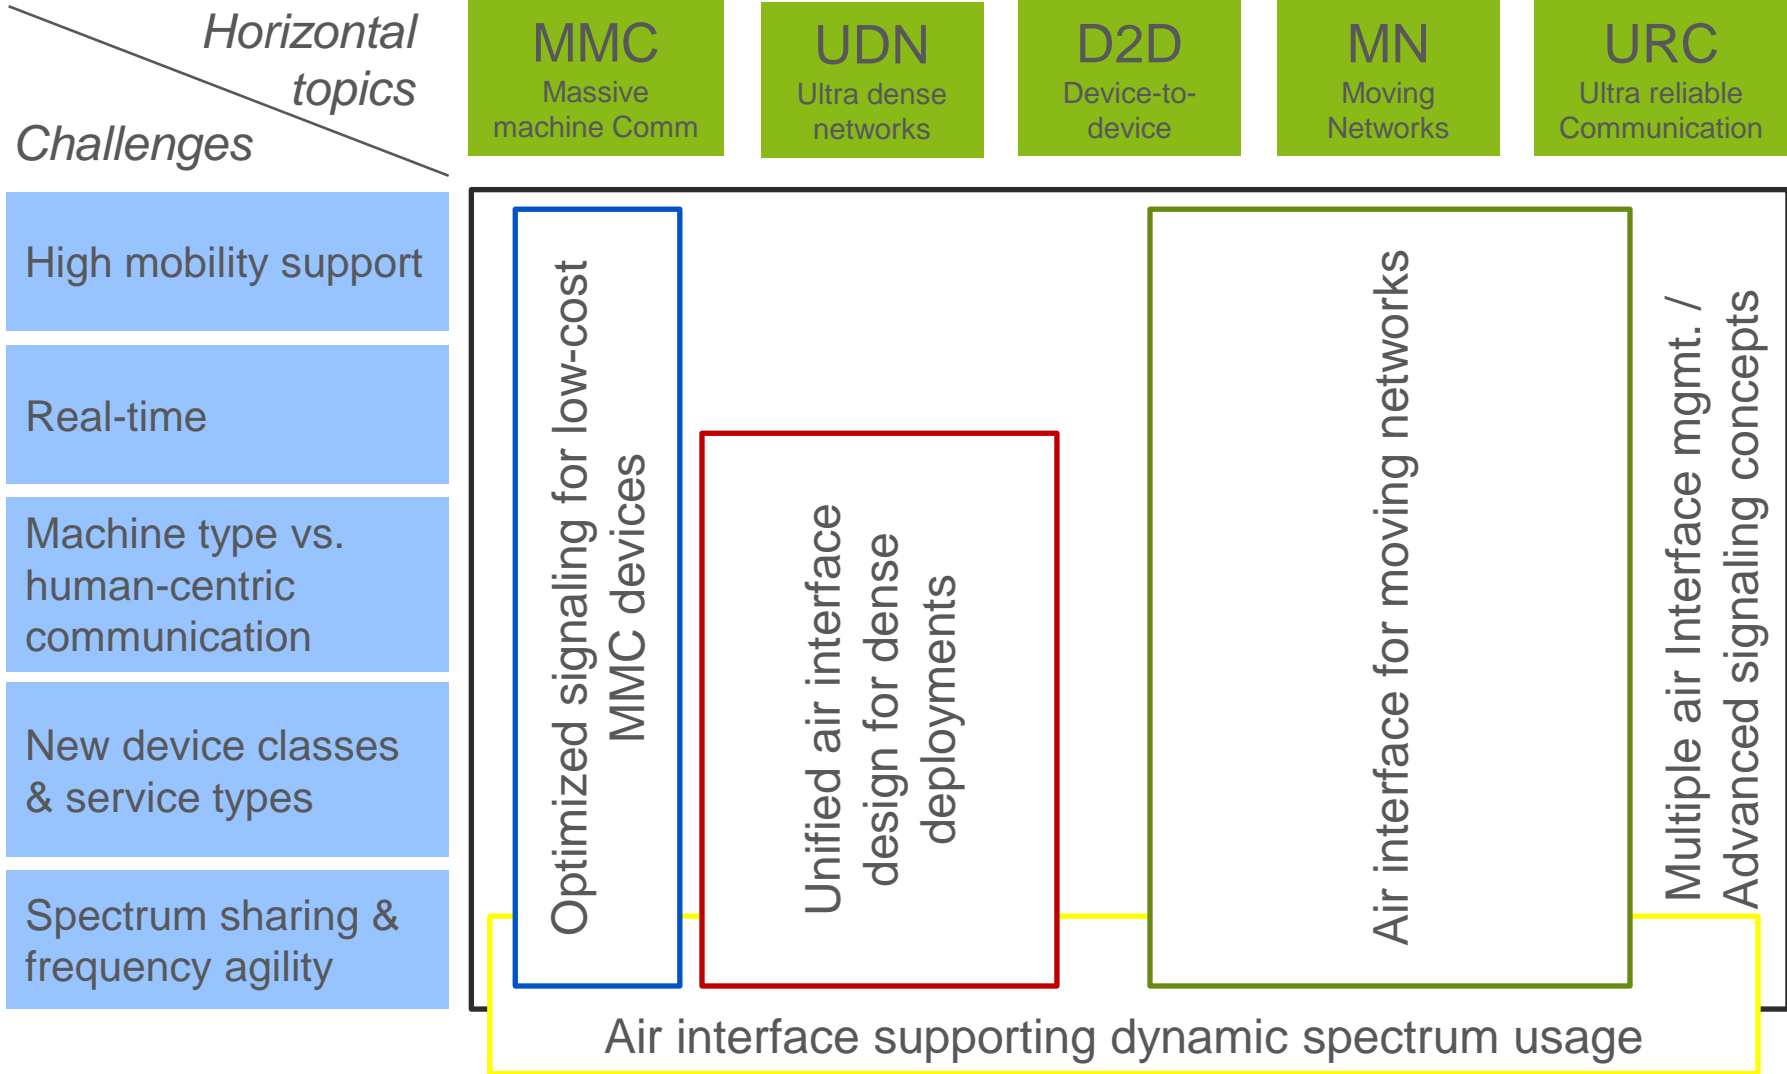 Horizontal
topics
Challenges
MMC
Massive
machine Comm
UDN
Ultra dense
networks
D2D
Device-to-
device
MN
Moving
Networks
URC
Ultra reliable
Communication
High mobility support
Real-time
Machine type vs.
human-centric
communication
New device classes
& service types
Spectrum sharing &
frequency agility
Optimized signaling for low-cost
MMC devices
Unified air interface
design for dense
deployments
Air interface for moving networks
Multiple air Interface mgmt. /
Advanced signaling concepts
Air interface supporting dynamic spectrum usage